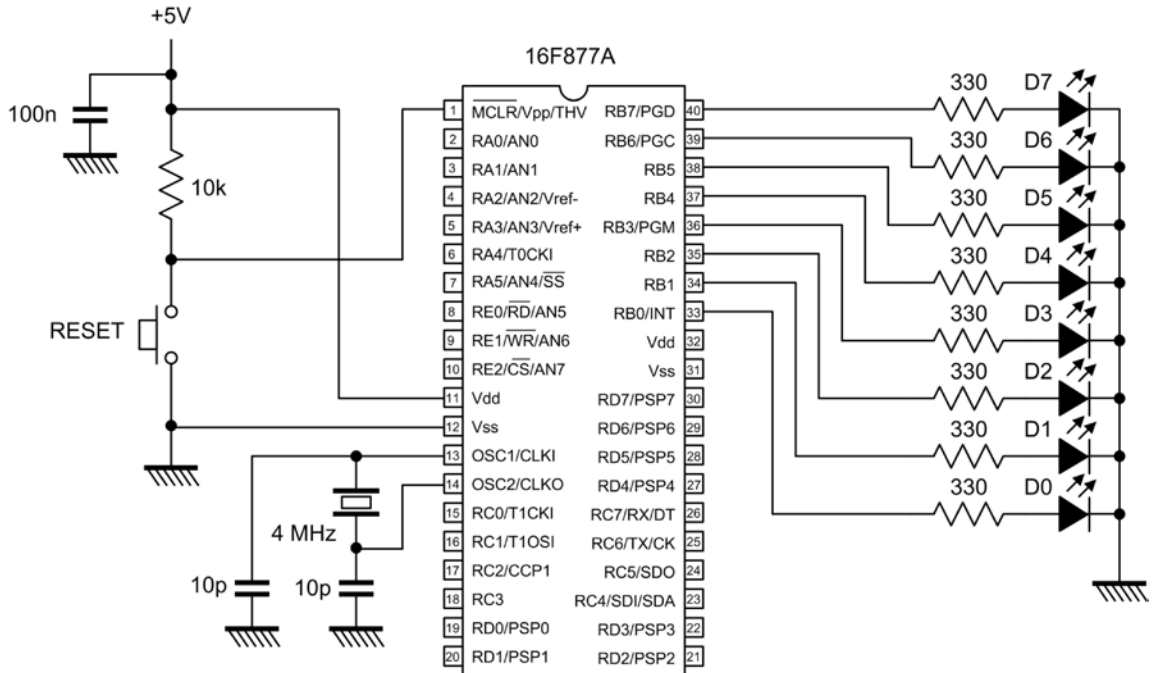 +5V
16F877A
100n
10k
RESET
4 MHz
10p
10p
1 MCLR/Vpp/THV
2 RA0/AN0
3 RA1/AN1
4 RA2/AN2/Vref-
5 RA3/AN3/Vref+
6 RA4/T0CKI
7 RA5/AN4/SS
8 RE0/RD/AN5
9 RE1/WR/AN6
10 RE2/CS/AN7
11 Vdd
12 Vss
13 OSC1/CLKI
14 OSC2/CLKO
15 RC0/T1CKI
16 RC1/T1OSI
17 RC2/CCP1
18 RC3
19 RD0/PSP0
20 RD1/PSP1
RB7/PGD 40
RB6/PGC 39
RB5 38
RB4 37
RB3/PGM 36
RB2 35
RB1 34
RB0/INT 33
Vdd 32
Vss 31
RD7/PSP7 30
RD6/PSP6 29
RD5/PSP5 28
RD4/PSP4 27
RC7/RX/DT 26
RC6/TX/CK 25
RC5/SDO 24
RC4/SDI/SDA 23
RD3/PSP3 22
RD2/PSP2 21
330 D7
330 D6
330 D5
330 D4
330 D3
330 D2
330 D1
330 D0